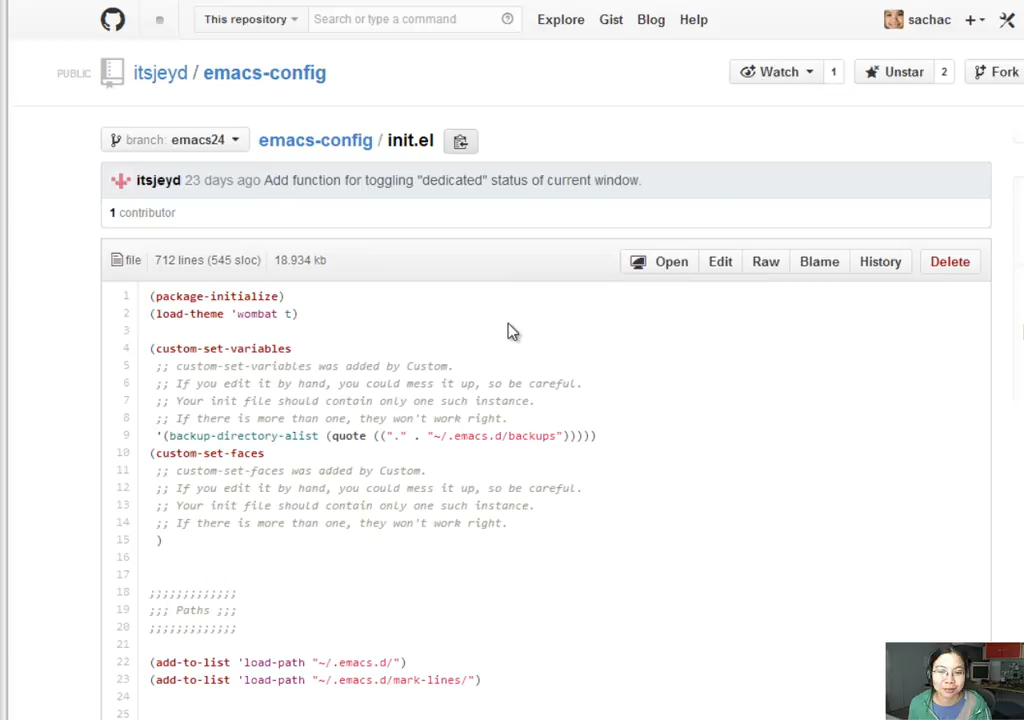 This repository Search or type a command Explore Gist Blog Help sachac
PUBLIC itsjeyd / emacs-config Watch 1 Unstar 2 Fork
branch: emacs24 emacs-config / init.el
itsjeyd 23 days ago Add function for toggling "dedicated" status of current window.
1 contributor
file 712 lines (545 sloc) 18.934 kb Open Edit Raw Blame History Delete
1 (package-initialize)
2 (load-theme 'wombat t)
3
4 (custom-set-variables
5 ;; custom-set-variables was added by Custom.
6 ;; If you edit it by hand, you could mess it up, so be careful.
7 ;; Your init file should contain only one such instance.
8 ;; If there is more than one, they won't work right.
9 '(backup-directory-alist (quote (("." . "~/.emacs.d/backups")))))
10 (custom-set-faces
11 ;; custom-set-faces was added by Custom.
12 ;; If you edit it by hand, you could mess it up, so be careful.
13 ;; Your init file should contain only one such instance.
14 ;; If there is more than one, they won't work right.
15 )
16
17
18 ;;;;;;;;;;;;;
19 ;;; Paths ;;;
20 ;;;;;;;;;;;;;
21
22 (add-to-list 'load-path "~/.emacs.d/")
23 (add-to-list 'load-path "~/.emacs.d/mark-lines/")
24
25